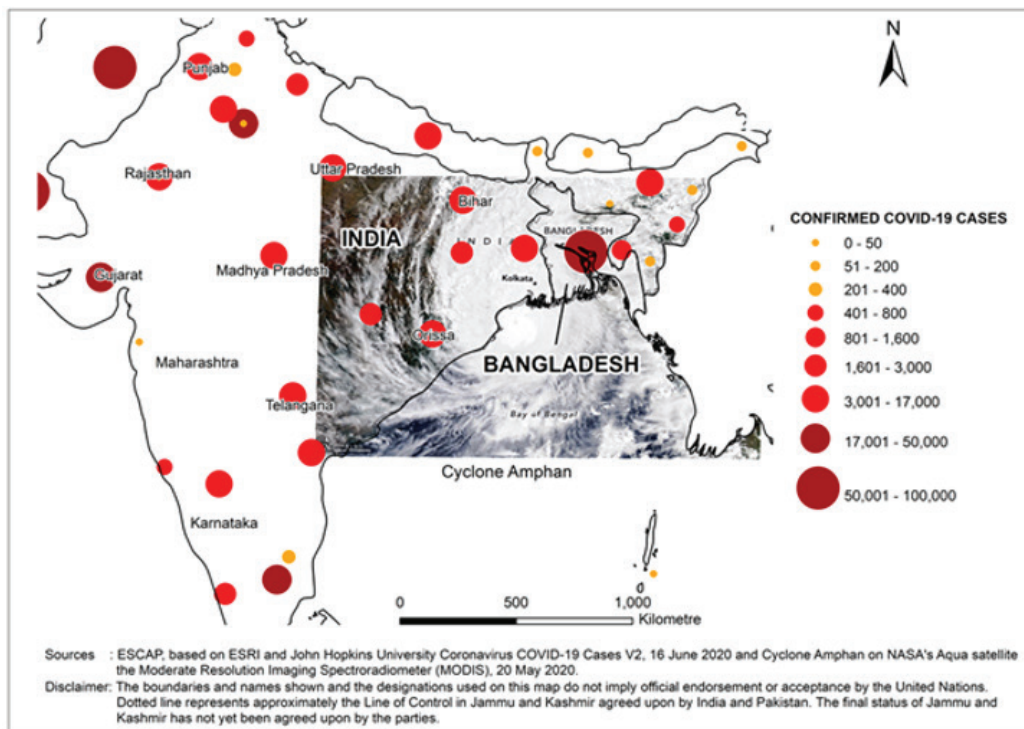 N
Punjab
Rajasthan
Uttar Pradesh
Bihar
INDIA
INDIA
BANGLADESH
Madhya Pradesh
Gujarat
Kolkata
Orissa
Maharashtra
BANGLADESH
Telangana
Bay of Bengal
Cyclone Amphan
Karnataka
CONFIRMED COVID-19 CASES
0 - 50
51 - 200
201 - 400
401 - 800
801 - 1,600
1,601 - 3,000
3,001 - 17,000
17,001 - 50,000
50,001 - 100,000
0 500 1,000
Kilometre
Sources : ESCAP, based on ESRI and John Hopkins University Coronavirus COVID-19 Cases V2, 16 June 2020 and Cyclone Amphan on NASA's Aqua satellite
the Moderate Resolution Imaging Spectroradiometer (MODIS), 20 May 2020.
Disclaimer: The boundaries and names shown and the designations used on this map do not imply official endorsement or acceptance by the United Nations.
Dotted line represents approximately the Line of Control in Jammu and Kashmir agreed upon by India and Pakistan. The final status of Jammu and
Kashmir has not yet been agreed upon by the parties.